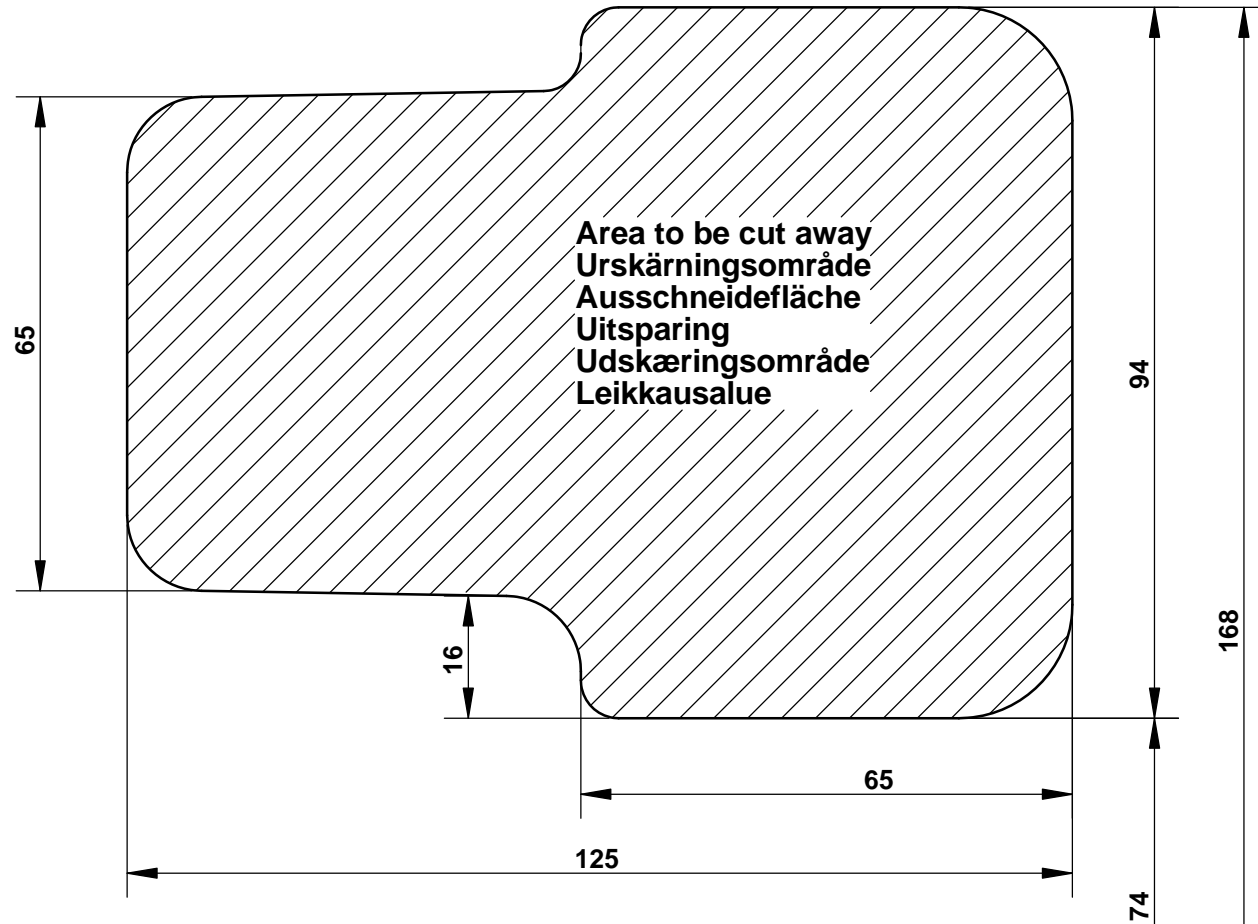 Area to be cut away
Urskärningsområde
Ausschneidefläche
Uitsparing
Udskæringsområde
Leikkausalue
65
94
168
16
65
125
74